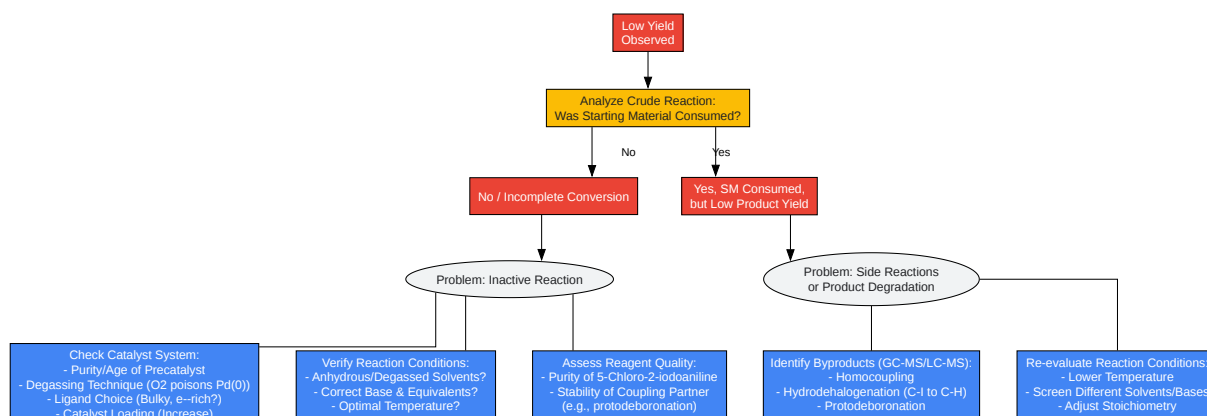 Low Yield
Observed
Analyze Crude Reaction:
Was Starting Material Consumed?
No
Yes
No / Incomplete Conversion
Yes, SM Consumed,
but Low Product Yield
Problem: Inactive Reaction
Problem: Side Reactions
or Product Degradation
Check Catalyst System:
- Purity/Age of Precatalyst
- Degassing Technique (O2 poisons Pd(0))
- Ligand Choice (Bulky, e--rich?)
- Catalyst Loading (Increase)
Verify Reaction Conditions:
- Anhydrous/Degassed Solvents?
- Correct Base & Equivalents?
- Optimal Temperature?
Assess Reagent Quality:
- Purity of 5-Chloro-2-iodoaniline
- Stability of Coupling Partner
(e.g., protodeboronation)
Identify Byproducts (GC-MS/LC-MS):
- Homocoupling
- Hydrodehalogenation (C-I to C-H)
- Protodeboronation
Re-evaluate Reaction Conditions:
- Lower Temperature
- Screen Different Solvents/Bases
- Adjust Stoichiometry